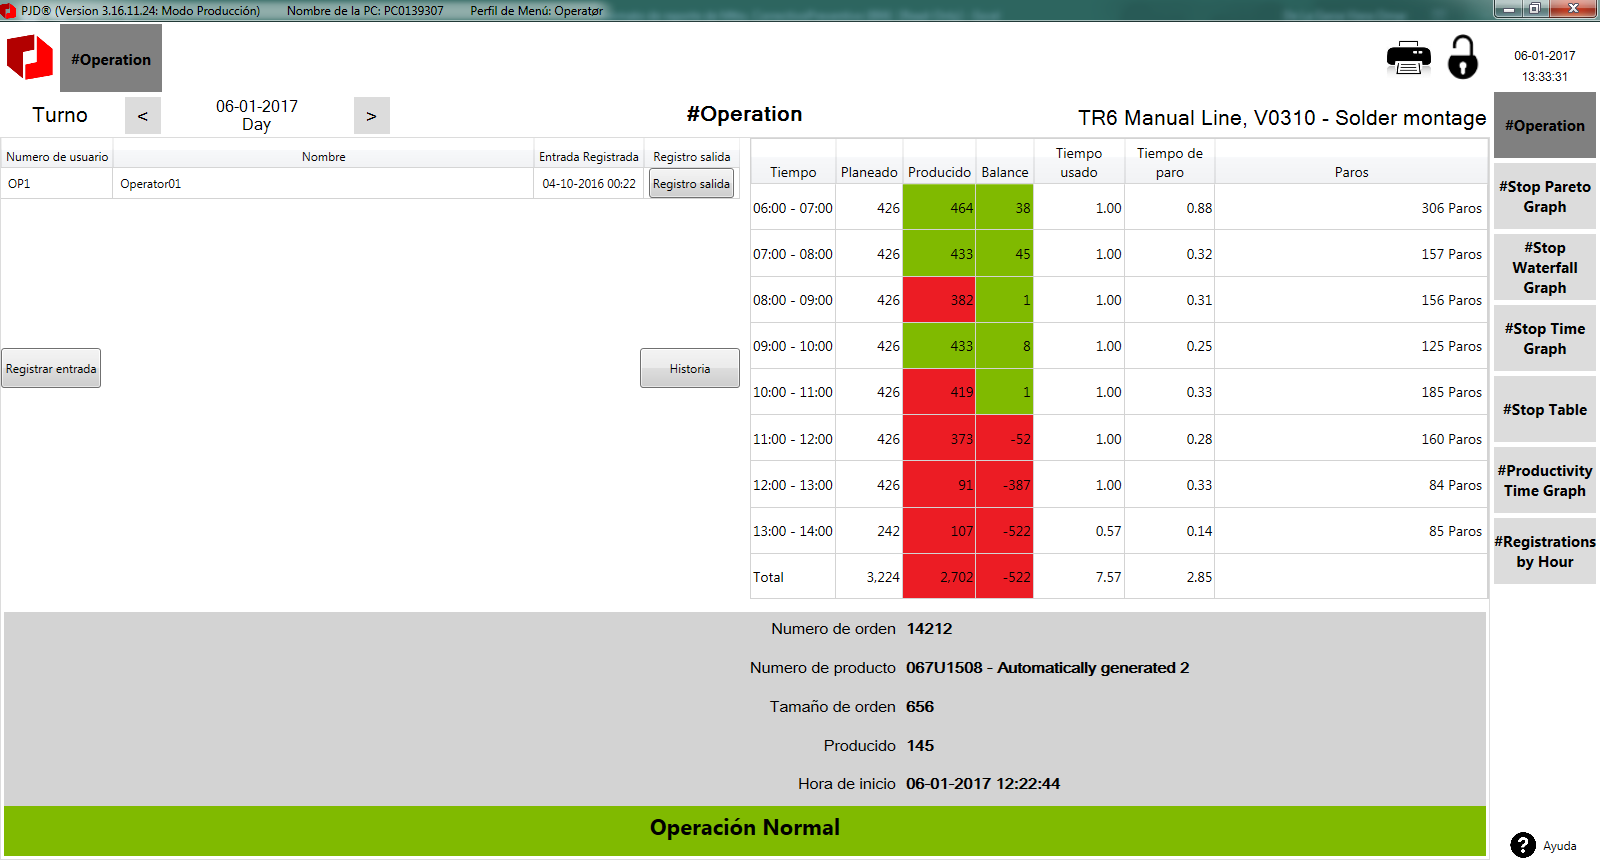 PJD® (Version 3.16.11.24: Modo Producción) Nombre de la PC: PC0139307 Perfil de Menú: Operatør
#Operation
06-01-2017
13:33:31
Turno < 06-01-2017 Day > #Operation TR6 Manual Line, V0310 - Solder montage
Numero de usuario Nombre Entrada Registrada Registro salida
OP1 Operator01 04-10-2016 00:22 Registro salida
Registrar entrada Historia
Tiempo Planeado Producido Balance Tiempo usado Tiempo de paro Paros
06:00 - 07:00 426 464 38 1.00 0.88 306 Paros
07:00 - 08:00 426 433 45 1.00 0.32 157 Paros
08:00 - 09:00 426 382 1 1.00 0.31 156 Paros
09:00 - 10:00 426 433 8 1.00 0.25 125 Paros
10:00 - 11:00 426 419 1 1.00 0.33 185 Paros
11:00 - 12:00 426 373 -52 1.00 0.28 160 Paros
12:00 - 13:00 426 91 -387 1.00 0.33 84 Paros
13:00 - 14:00 242 107 -522 0.57 0.14 85 Paros
Total 3,224 2,702 -522 7.57 2.85
#Operation
#Stop Pareto
Graph
#Stop
Waterfall
Graph
#Stop Time
Graph
#Stop Table
#Productivity
Time Graph
#Registrations
by Hour
Numero de orden 14212
Numero de producto 067U1508 - Automatically generated 2
Tamaño de orden 656
Producido 145
Hora de inicio 06-01-2017 12:22:44
Operación Normal
? Ayuda